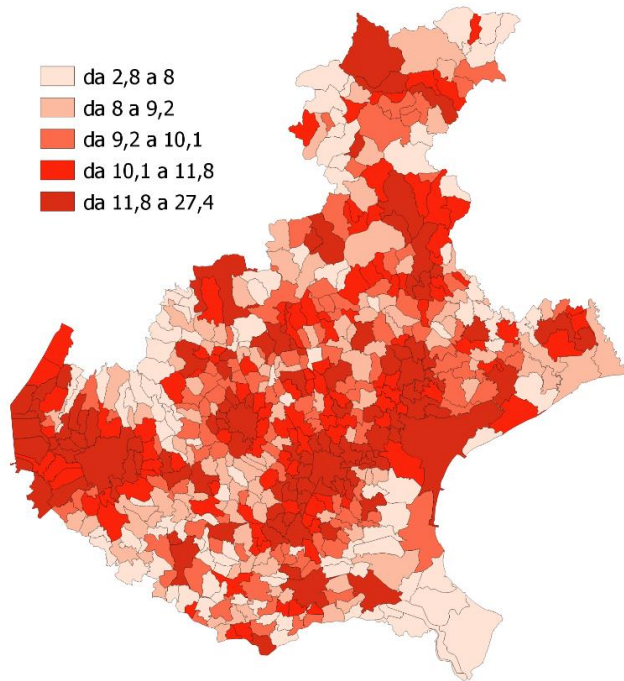 da 2,8 a 8
da 8 a 9,2
da 9,2 a 10,1
da 10,1 a 11,8
da 11,8 a 27,4